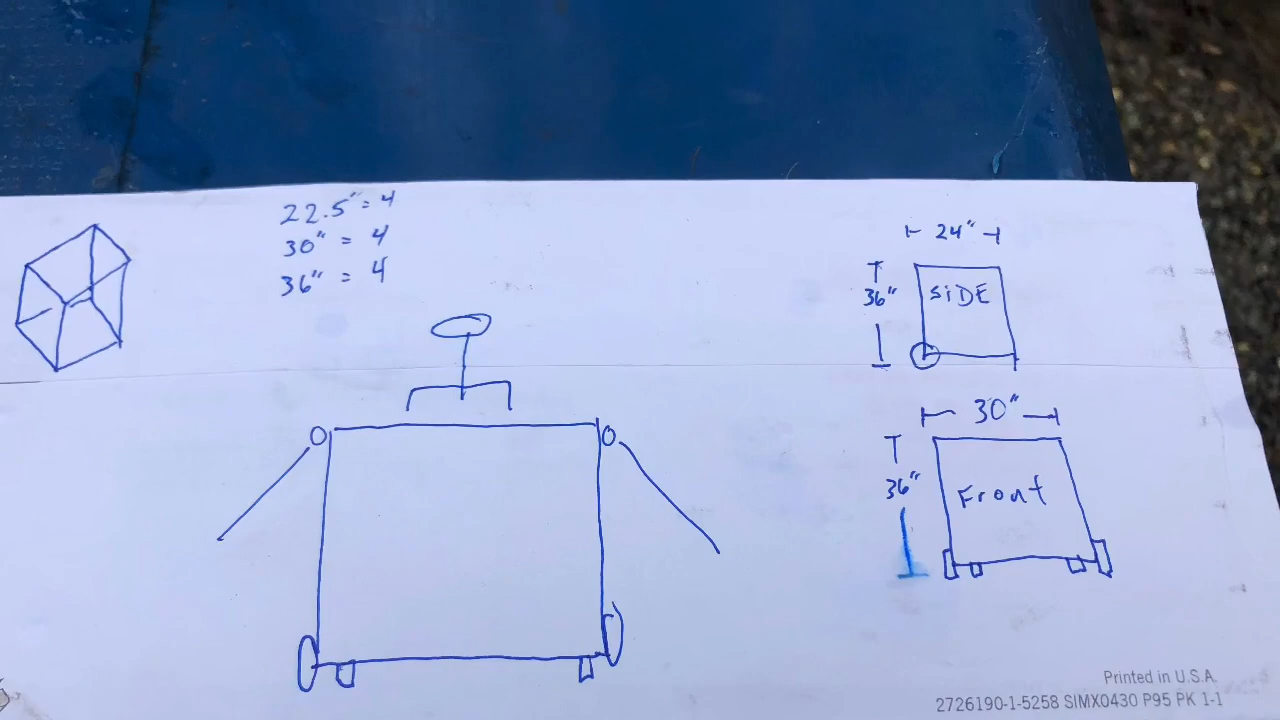 22.5" = 4
30" = 4
36" = 4
24"
36"
SiDE
30"
36"
Front
Printed in U.S.A.
2726190-1-5258 SIMX0430 P95 PK 1-1